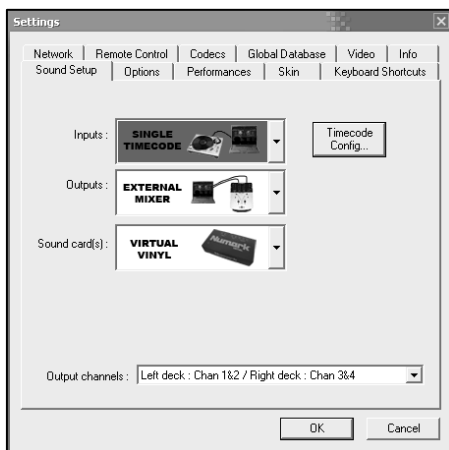 Settings
Network Remote Control Codecs Global Database Video Info
Sound Setup Options Performances Skin Keyboard Shortcuts
Inputs :
SINGLE
TIMECODE
Timecode
Config...
Outputs :
EXTERNAL
MIXER
Sound card(s) :
VIRTUAL
VINYL
Numark
Output channels : Left deck : Chan 1&2 / Right deck : Chan 3&4
OK Cancel